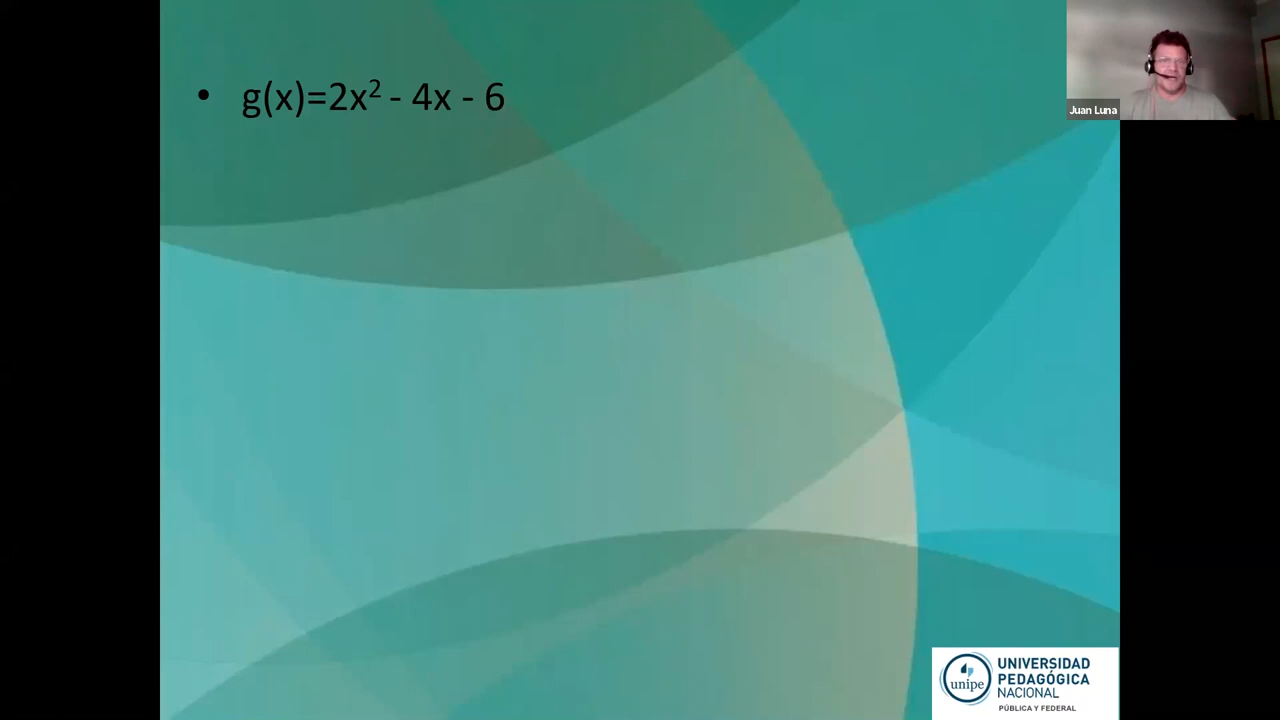 • g(x)=2x² - 4x - 6
Juan Luna
unipe
UNIVERSIDAD
PEDAGÓGICA
NACIONAL
PÚBLICA Y FEDERAL